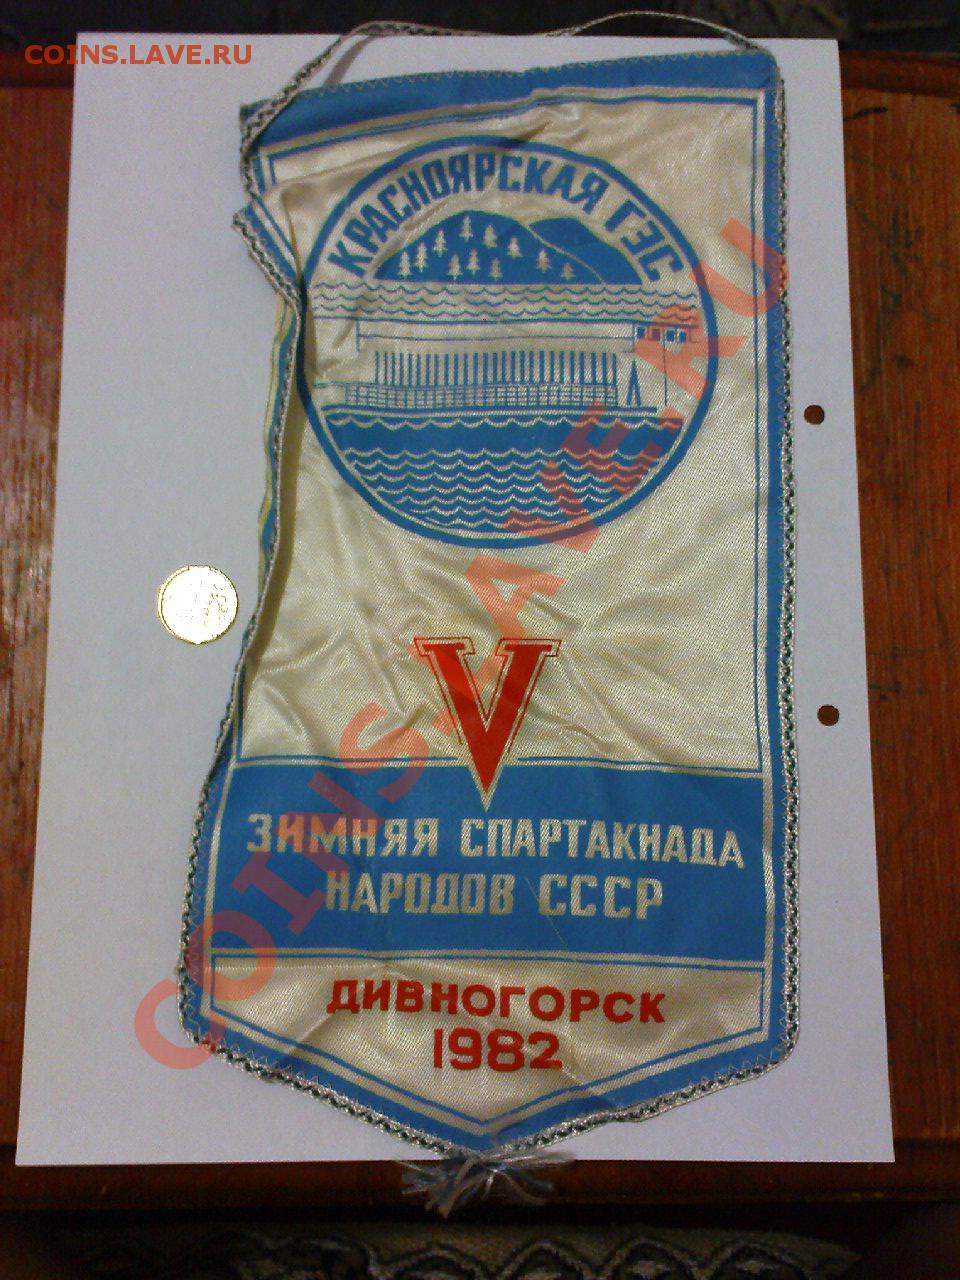 COINS.LAVE.RU
КРАСНОЯРСКАЯ ГЭС
V
ЗИМНЯЯ СПАРТАКИАДА
НАРОДОВ СССР
ДИВНОГОРСК
1982
COINS.LAVE.RU